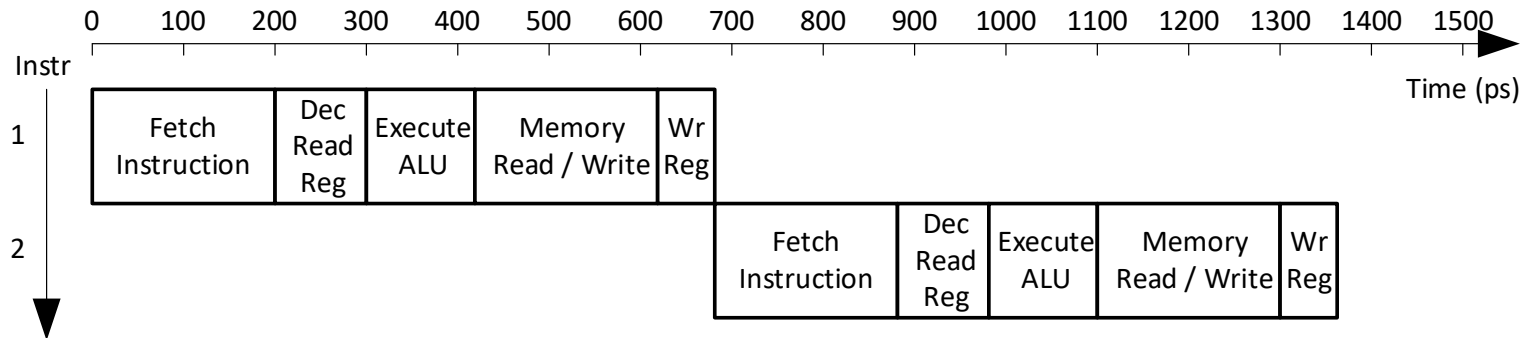 0 100 200 300 400 500 600 700 800 900 1000 1100 1200 1300 1400 1500
Instr
Time (ps)
1
Fetch
Instruction
Dec
Read
Reg
Execute
ALU
Memory
Read / Write
Wr
Reg
2
Fetch
Instruction
Dec
Read
Reg
Execute
ALU
Memory
Read / Write
Wr
Reg